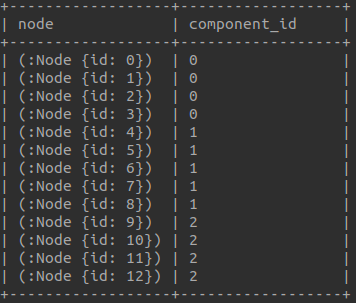 +------------------+------------------+
| node             | component_id     |
+------------------+------------------+
| (:Node {id: 0})  | 0                |
| (:Node {id: 1})  | 0                |
| (:Node {id: 2})  | 0                |
| (:Node {id: 3})  | 0                |
| (:Node {id: 4})  | 1                |
| (:Node {id: 5})  | 1                |
| (:Node {id: 6})  | 1                |
| (:Node {id: 7})  | 1                |
| (:Node {id: 8})  | 1                |
| (:Node {id: 9})  | 2                |
| (:Node {id: 10}) | 2                |
| (:Node {id: 11}) | 2                |
| (:Node {id: 12}) | 2                |
+------------------+------------------+